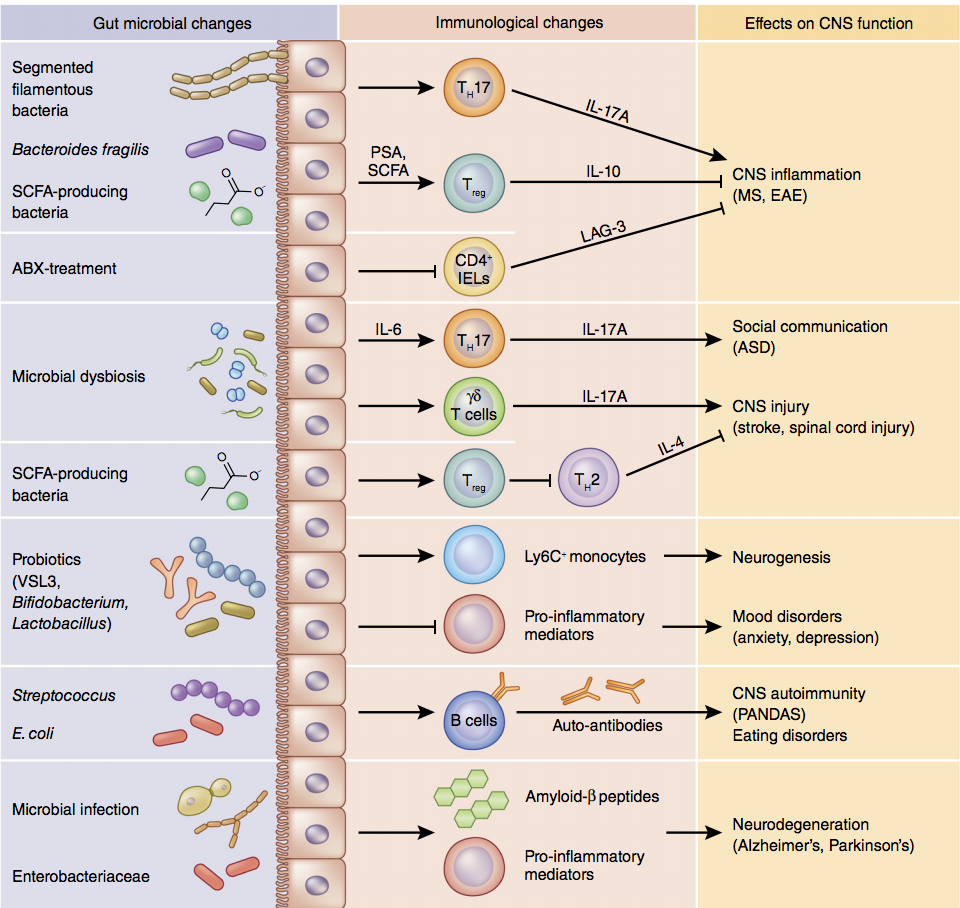 Gut microbial changes
Immunological changes
Effects on CNS function
Segmented
filamentous
bacteria
Bacteroides fragilis
SCFA-producing
bacteria
PSA,
SCFA
TH17
IL-17A
Treg
IL-10
CNS inflammation
(MS, EAE)
ABX-treatment
CD4+
IELs
LAG-3
Microbial dysbiosis
IL-6
TH17
IL-17A
Social communication
(ASD)
γδ
T cells
IL-17A
CNS injury
(stroke, spinal cord injury)
SCFA-producing
bacteria
Treg
TH2
IL-4
Probiotics
(VSL3,
Bifidobacterium,
Lactobacillus)
Ly6C+ monocytes
Neurogenesis
Pro-inflammatory
mediators
Mood disorders
(anxiety, depression)
Streptococcus
E. coli
B cells
Auto-antibodies
CNS autoimmunity
(PANDAS)
Eating disorders
Microbial infection
Enterobacteriaceae
Amyloid-β peptides
Pro-inflammatory
mediators
Neurodegeneration
(Alzheimer's, Parkinson's)